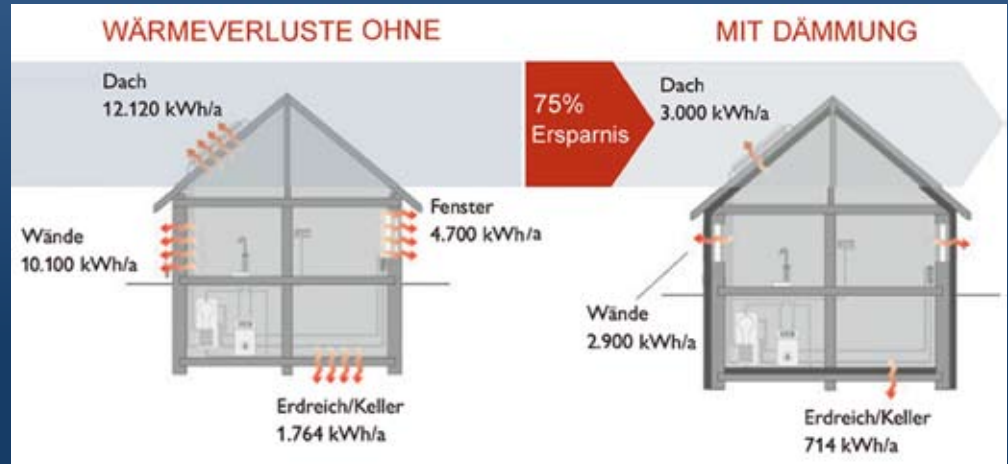 WÄRMEVERLUSTE OHNE
MIT DÄMMUNG
Dach
12.120 kWh/a
75%
Ersparnis
Dach
3.000 kWh/a
Wände
10.100 kWh/a
Fenster
4.700 kWh/a
Wände
2.900 kWh/a
Erdreich/Keller
1.764 kWh/a
Erdreich/Keller
714 kWh/a